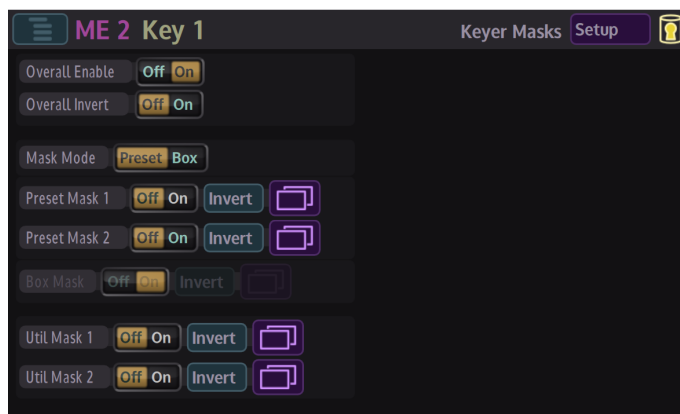 ME 2 Key 1 Keyer Masks Setup
Overall Enable Off On
Overall Invert Off On
Mask Mode Preset Box
Preset Mask 1 Off On Invert
Preset Mask 2 Off On Invert
Box Mask Off On Invert
Util Mask 1 Off On Invert
Util Mask 2 Off On Invert